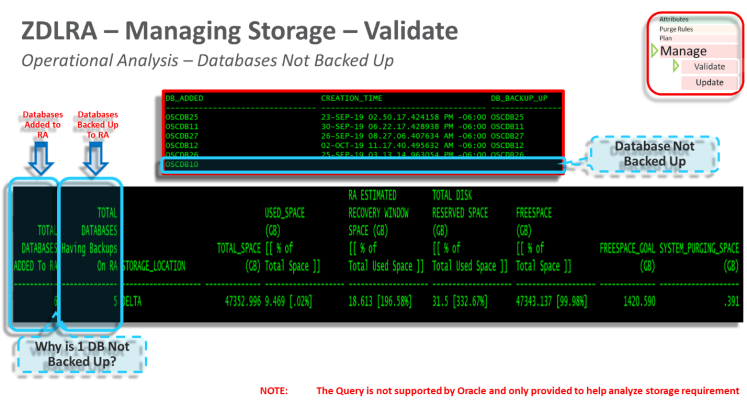 ZDLRA – Managing Storage – Validate
Operational Analysis – Databases Not Backed Up
Attributes
Purge Rules
Plan
Manage
Validate
Update
Databases
Added to
RA
Databases
Backed Up
To RA
DB_ADDED CREATION_TIME DB_BACKUP_UP
OSCDB25 23-SEP-19 02.50.17.424158 PM -06:00 OSCDB25
OSCDB11 30-SEP-19 06.22.17.428938 PM -06:00 OSCDB11
OSCDB27 26-SEP-19 08.27.06.407634 AM -06:00 OSCDB27
OSCDB12 02-OCT-19 11.17.40.495632 AM -06:00 OSCDB12
OSCDB26 25-SEP-19 03.13.14.963054 PM -06:00 OSCDB26
OSCDB10
Database Not
Backed Up
RA ESTIMATED TOTAL DISK
TOTAL USED_SPACE RECOVERY WINDOW RESERVED SPACE FREESPACE
TOTAL DATABASES (GB) SPACE (GB) (GB) (GB)
DATABASES Having Backups TOTAL_SPACE [[ % of [[ % of [[ % of [[ % of FREESPACE_GOAL SYSTEM_PURGING_SPACE
ADDED To RA On RA STORAGE_LOCATION (GB) Total Space ]] Total Used Space ]] Total Used Space ]] Total Space ]] (GB) (GB)
6 5 DELTA 47352.996 9.469 [.02%] 18.613 [196.58%] 31.5 [332.67%] 47343.137 [99.98%] 1420.590 .391
Why is 1 DB Not
Backed Up?
NOTE: The Query is not supported by Oracle and only provided to help analyze storage requirement